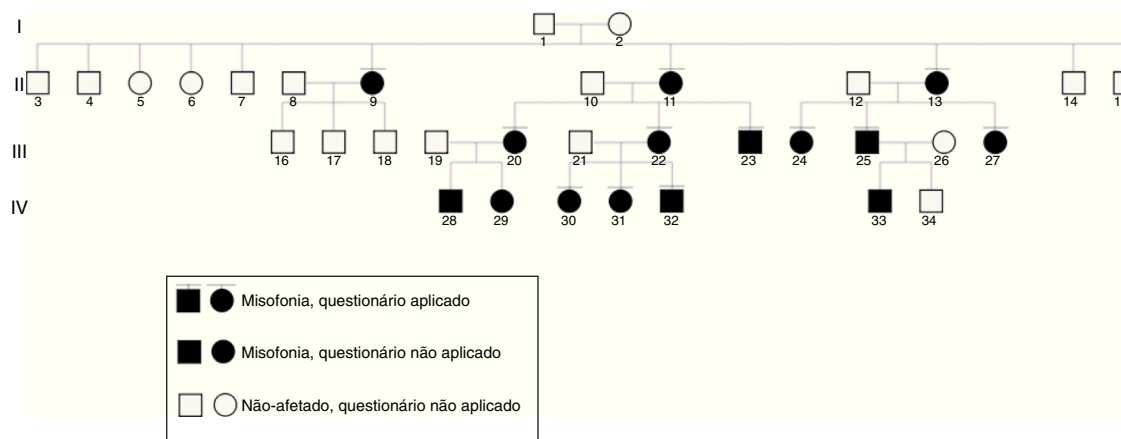 I
1 2
II
3 4 5 6 7 8 9 10 11 12 13 14 1
III
16 17 18 19 20 21 22 23 24 25 26 27
IV
28 29 30 31 32 33 34
Misofonia, questionário aplicado
Misofonia, questionário não aplicado
Não-afetado, questionário não aplicado